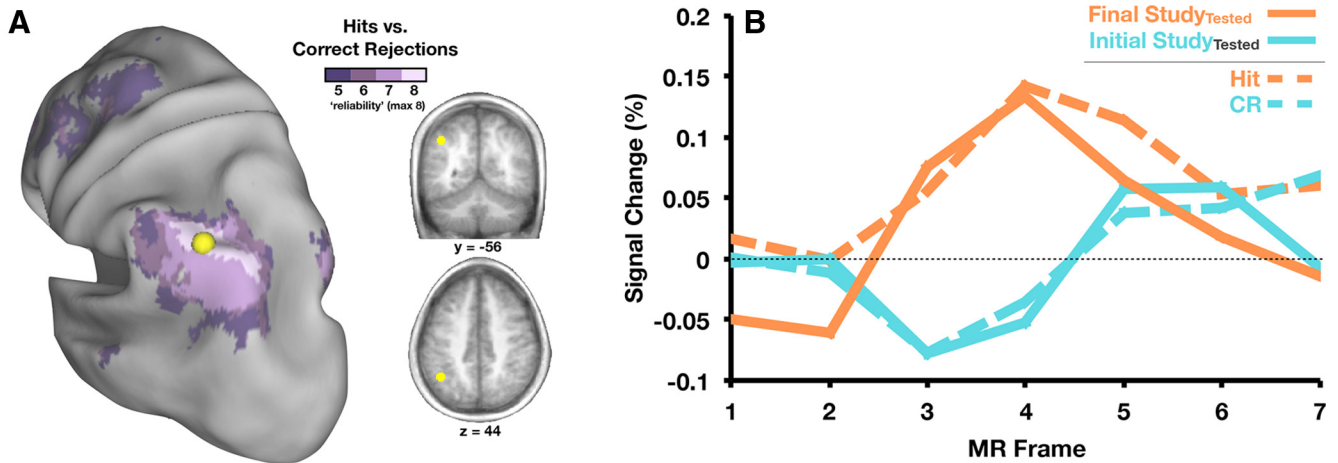 A
Hits vs.
Correct Rejections
5 6 7 8
‘reliability’ (max 8)
y = -56
z = 44
B
Final StudyTested
Initial StudyTested
Hit
CR
Signal Change (%)
0.2
0.15
0.1
0.05
0
-0.05
-0.1
1 2 3 4 5 6 7
MR Frame